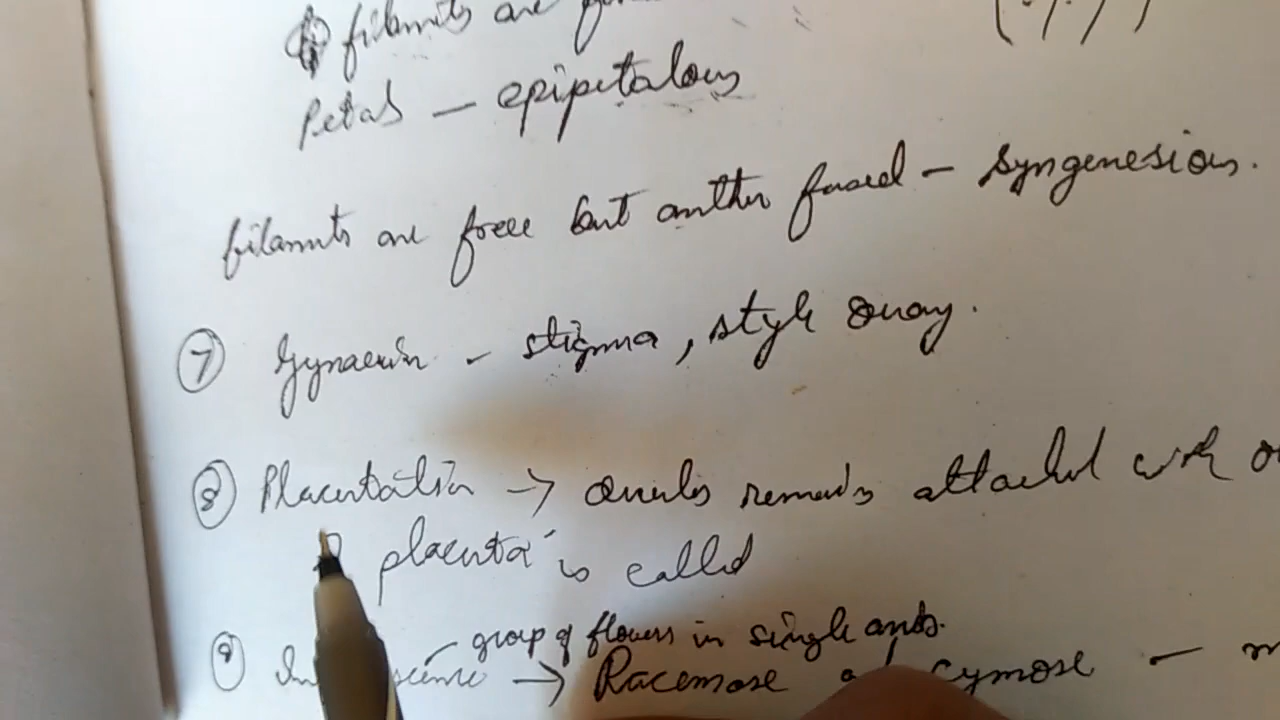 filaments are
Petals — epipetalous
filaments are free but anther fused — Syngenesious.
⑦ Gynaecium - stigma, style ovary.
⑧ Placentation → ovules remains attached with
placenta is called
group of flowers in single
⑨ → Racemose cymose —